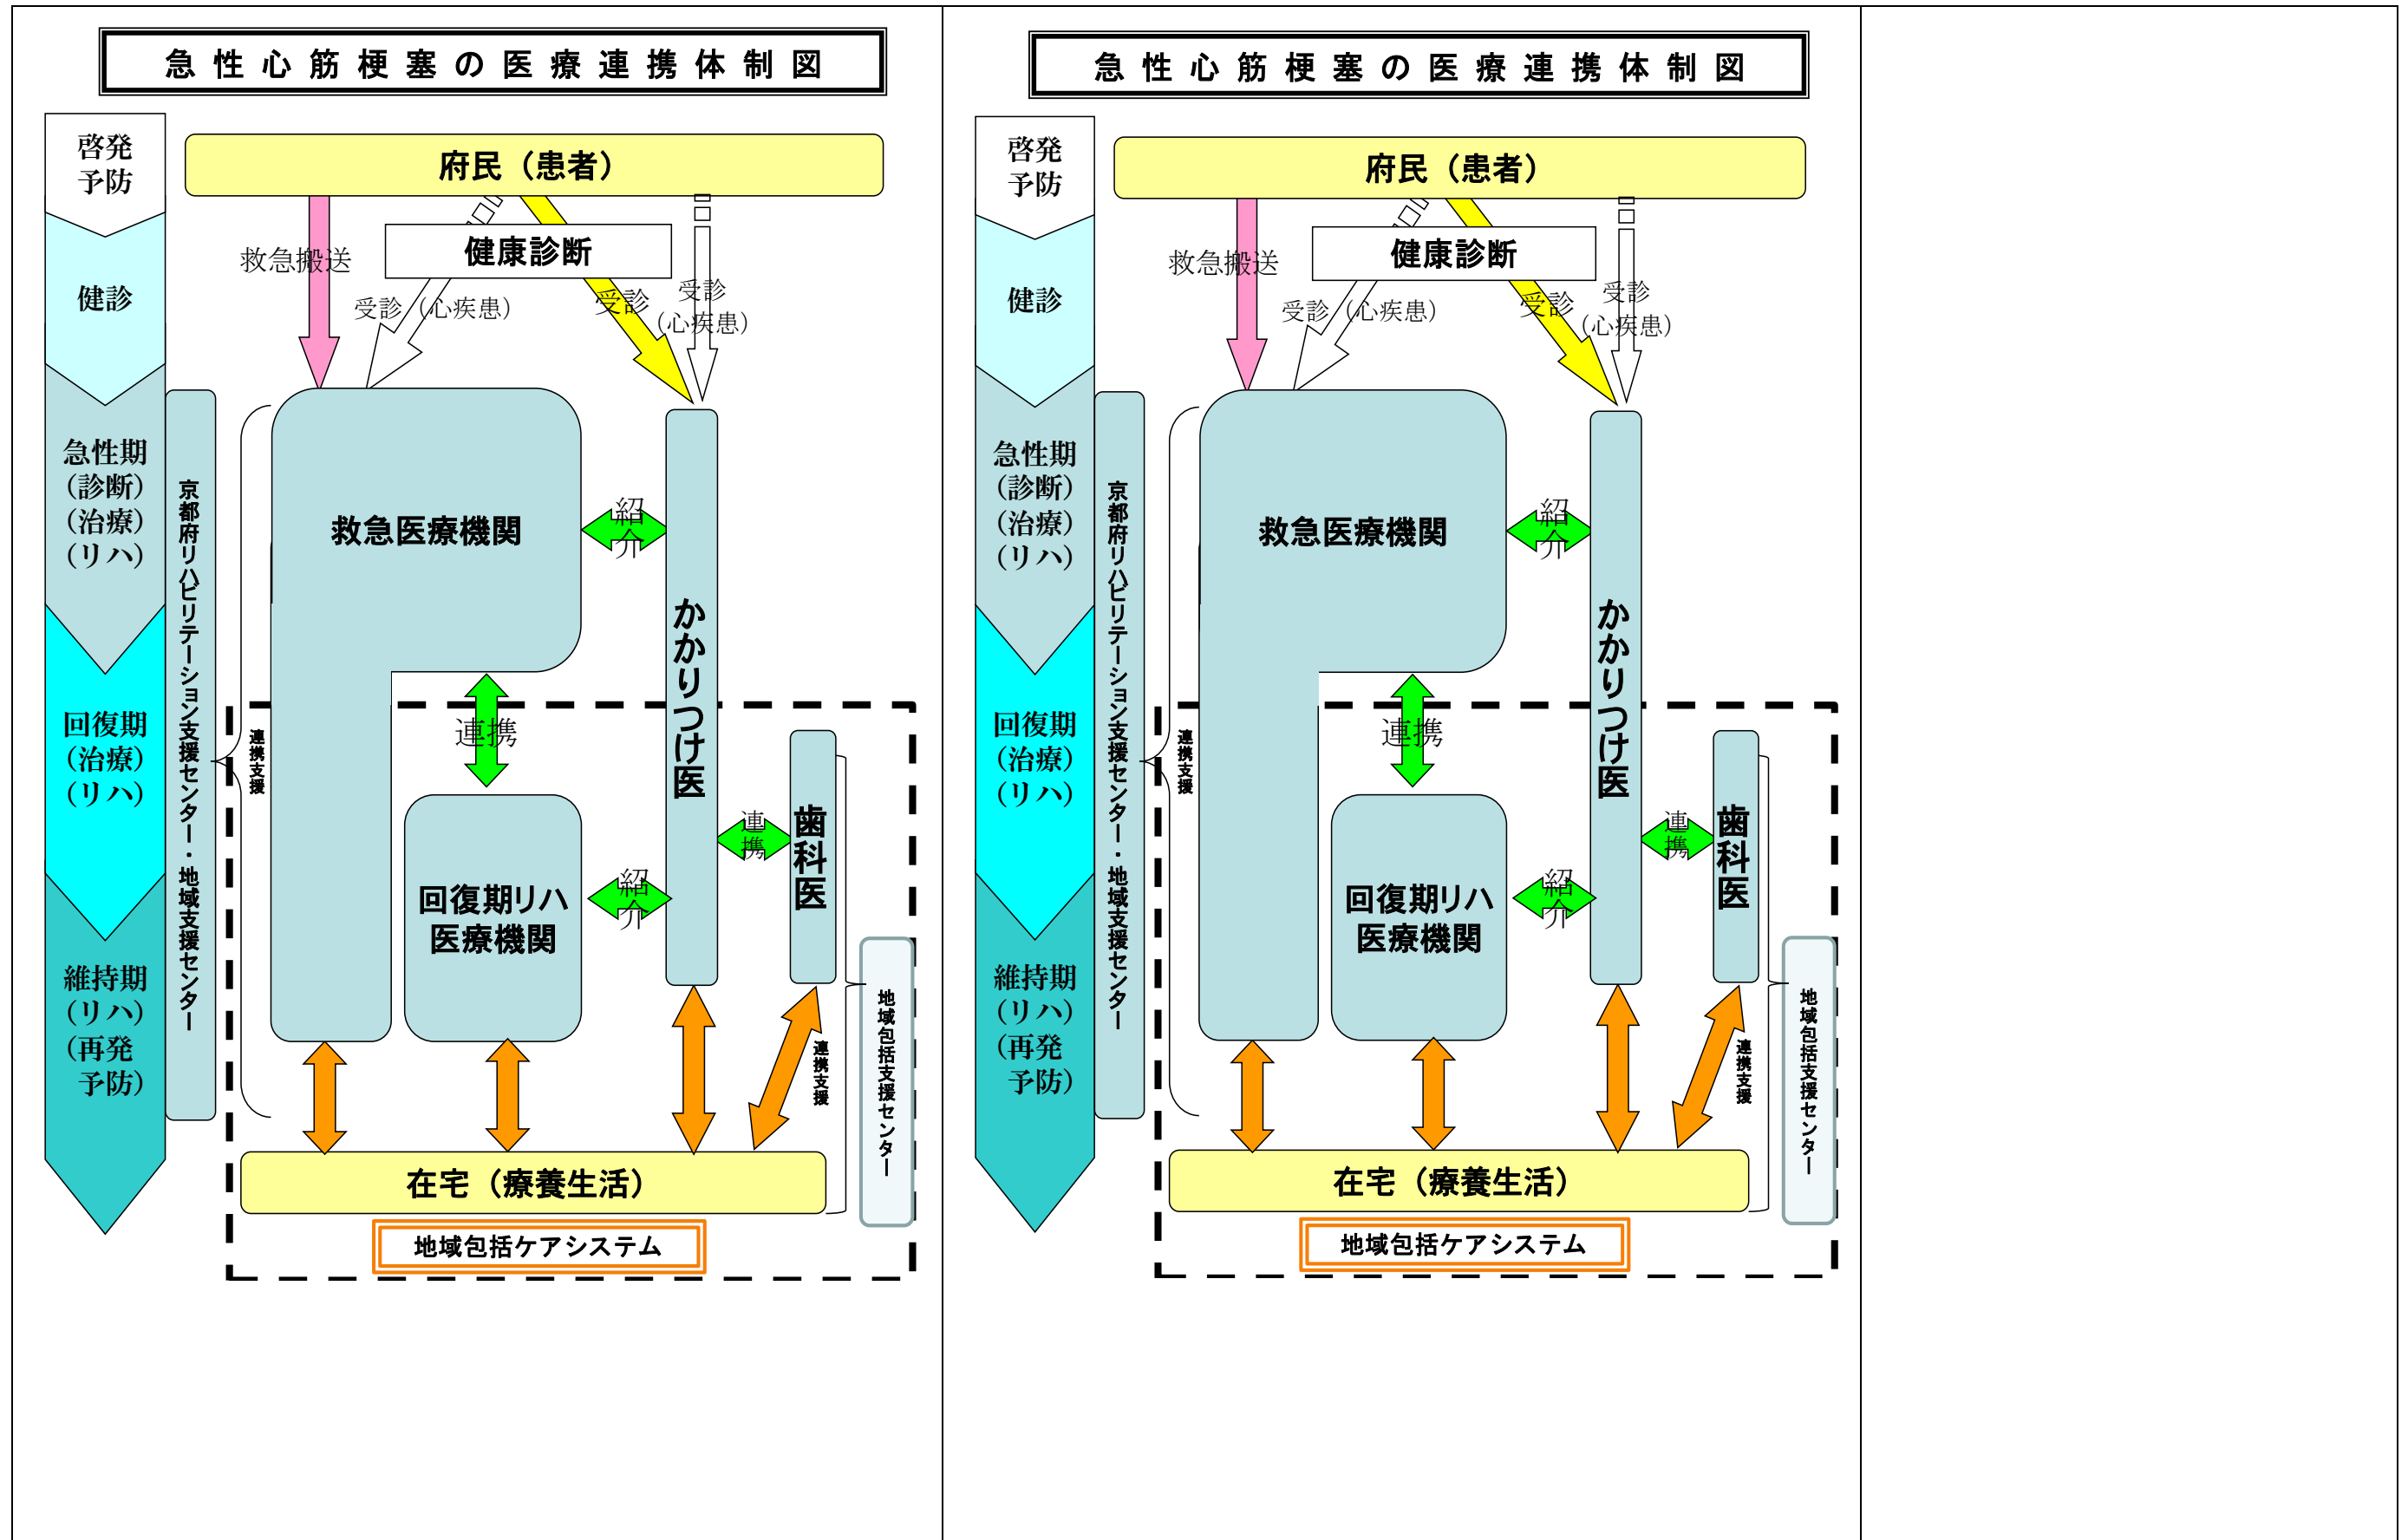 急性心筋梗塞の医療連携体制図
啓発
予防
健診
急性期
（診断）
（治療）
（リハ）
回復期
（治療）
（リハ）
維持期
（リハ）
（再発
予防）
京都府リハビリテーション支援センター・地域支援センター
府民（患者）
健康診断
救急搬送
受診（心疾患）
受診
受診
（心疾患）
救急医療機関
紹
介
かかりつけ医
連携
連携支援
回復期リハ
医療機関
紹
介
連
携
歯科医
連携支援
地域包括支援センター
在宅（療養生活）
地域包括ケアシステム
急性心筋梗塞の医療連携体制図
啓発
予防
健診
急性期
（診断）
（治療）
（リハ）
回復期
（治療）
（リハ）
維持期
（リハ）
（再発
予防）
京都府リハビリテーション支援センター・地域支援センター
府民（患者）
健康診断
救急搬送
受診（心疾患）
受診
受診
（心疾患）
救急医療機関
紹
介
かかりつけ医
連携
連携支援
回復期リハ
医療機関
紹
介
連
携
歯科医
連携支援
地域包括支援センター
在宅（療養生活）
地域包括ケアシステム